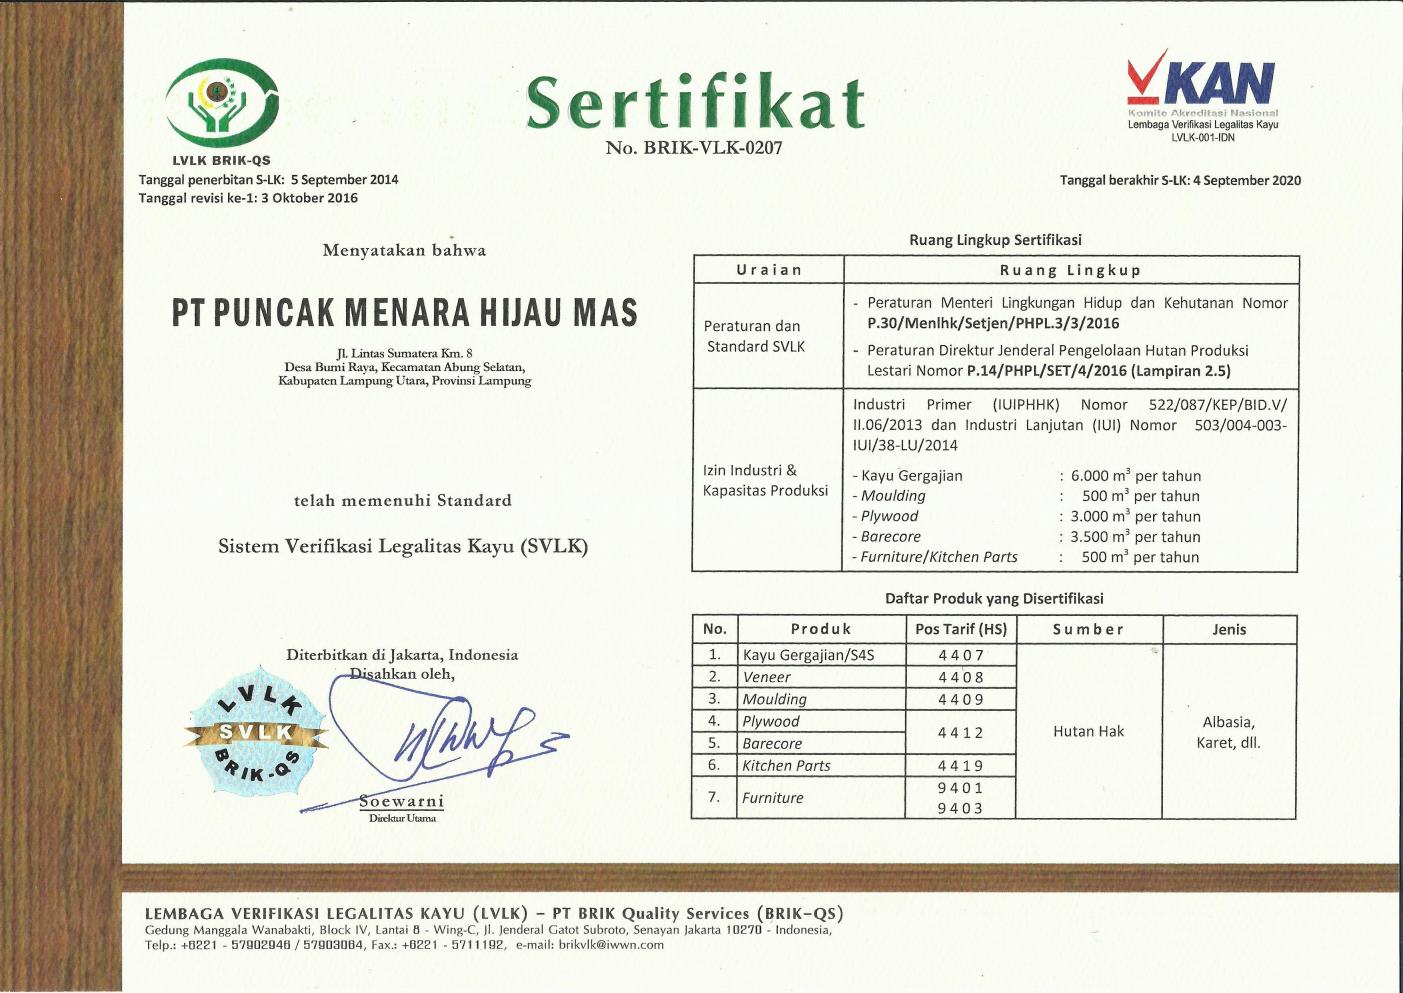 LVLK BRIK-QS
Sertifikat
No. BRIK-VLK-0207
KAN
Komite Akreditasi Nasional
Lembaga Verifikasi Legalitas Kayu
LVLK-001-IDN
Tanggal penerbitan S-LK: 5 September 2014
Tanggal revisi ke-1: 3 Oktober 2016
Tanggal berakhir S-LK: 4 September 2020
Menyatakan bahwa
PT PUNCAK MENARA HIJAU MAS
Jl. Lintas Sumatera Km. 8
Desa Bumi Raya, Kecamatan Abung Selatan,
Kabupaten Lampung Utara, Provinsi Lampung
telah memenuhi Standard
Sistem Verifikasi Legalitas Kayu (SVLK)
Diterbitkan di Jakarta, Indonesia
Disahkan oleh,
LVLK
SVLK
BRIK-QS
Soewarni
Direktur Utama
Ruang Lingkup Sertifikasi
Uraian Ruang Lingkup
Peraturan dan
Standard SVLK
- Peraturan Menteri Lingkungan Hidup dan Kehutanan Nomor
P.30/Menlhk/Setjen/PHPL.3/3/2016
- Peraturan Direktur Jenderal Pengelolaan Hutan Produksi
Lestari Nomor P.14/PHPL/SET/4/2016 (Lampiran 2.5)
Izin Industri &
Kapasitas Produksi
Industri Primer (IUIPHHK) Nomor 522/087/KEP/BID.V/
II.06/2013 dan Industri Lanjutan (IUI) Nomor 503/004-003-
IUI/38-LU/2014
- Kayu Gergajian : 6.000 m³ per tahun
- Moulding : 500 m³ per tahun
- Plywood : 3.000 m³ per tahun
- Barecore : 3.500 m³ per tahun
- Furniture/Kitchen Parts : 500 m³ per tahun
Daftar Produk yang Disertifikasi
No. Produk Pos Tarif (HS) Sumber Jenis
1. Kayu Gergajian/S4S 4407
2. Veneer 4408
3. Moulding 4409
4. Plywood 4412
5. Barecore
6. Kitchen Parts 4419
7. Furniture 9401
9403
Hutan Hak
Albasia,
Karet, dll.
LEMBAGA VERIFIKASI LEGALITAS KAYU (LVLK) – PT BRIK Quality Services (BRIK–QS)
Gedung Manggala Wanabakti, Block IV, Lantai 8 - Wing-C, Jl. Jenderal Gatot Subroto, Senayan Jakarta 10270 - Indonesia,
Telp.: +6221 - 57902946 / 57903064, Fax.: +6221 - 5711192, e-mail: brikvlk@iwwn.com